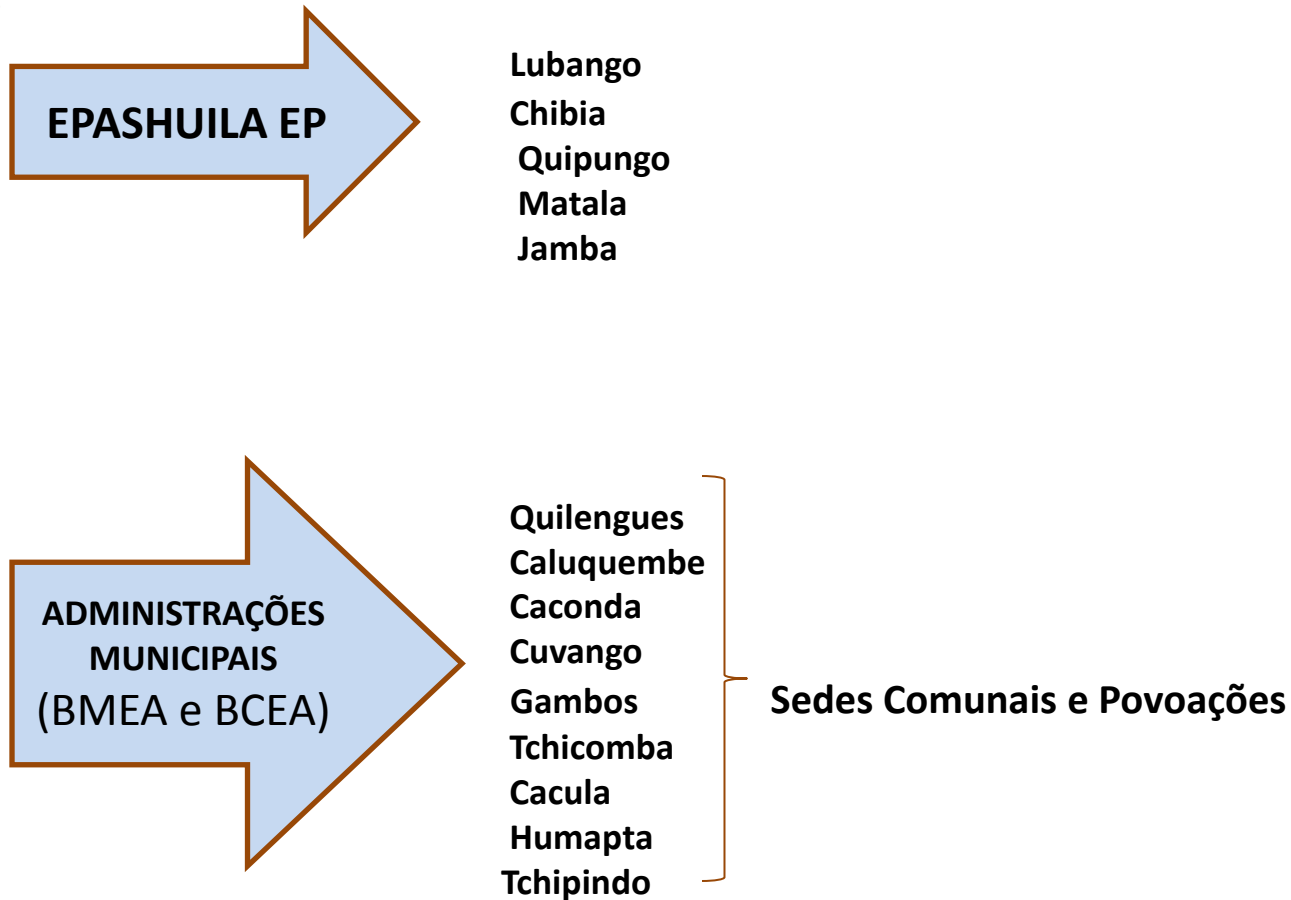 EPASHUILA EP
Lubango
Chibia
Quipungo
Matala
Jamba
ADMINISTRAÇÕES
MUNICIPAIS
(BMEA e BCEA)
Quilengues
Caluquembe
Caconda
Cuvango
Gambos
Tchicomba
Cacula
Humapta
Tchipindo
Sedes Comunais e Povoações